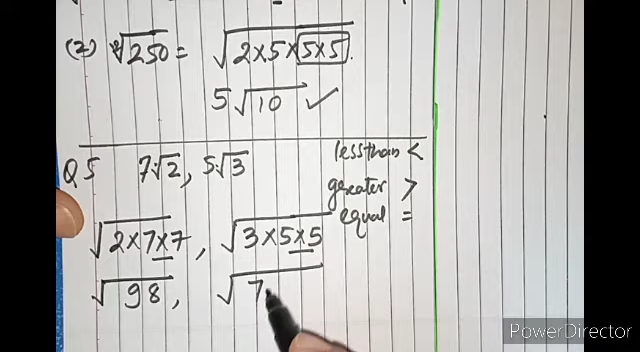 (2) √250 = √2×5×5×5.
5√10 ✓
Q5 7√2, 5√3
less than <
greater >
equal =
√2×7×7, √3×5×5
√98, √7
PowerDirector